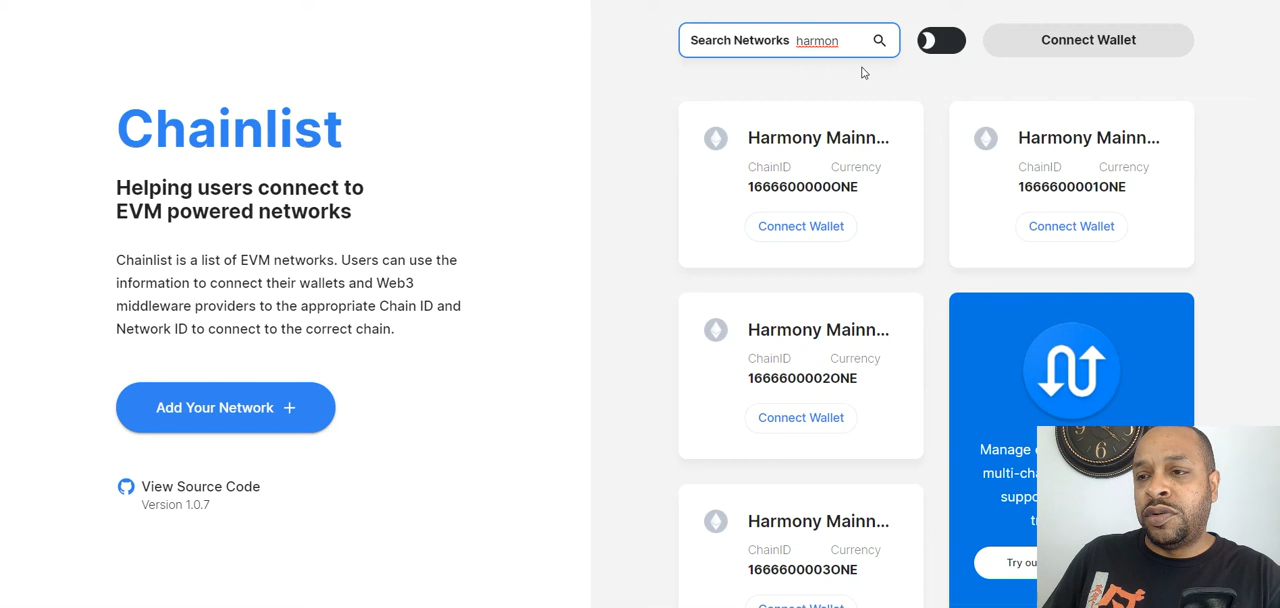 Search Networks harmon
Connect Wallet
Chainlist
Helping users connect to
EVM powered networks
Chainlist is a list of EVM networks. Users can use the
information to connect their wallets and Web3
middleware providers to the appropriate Chain ID and
Network ID to connect to the correct chain.
Add Your Network +
View Source Code
Version 1.0.7
Harmony Mainn...
ChainID Currency
1666600000ONE
Connect Wallet
Harmony Mainn...
ChainID Currency
1666600001ONE
Connect Wallet
Harmony Mainn...
ChainID Currency
1666600002ONE
Connect Wallet
Manage
multi-cha
suppo
Try ou
Harmony Mainn...
ChainID Currency
1666600003ONE
Connect Wallet
6